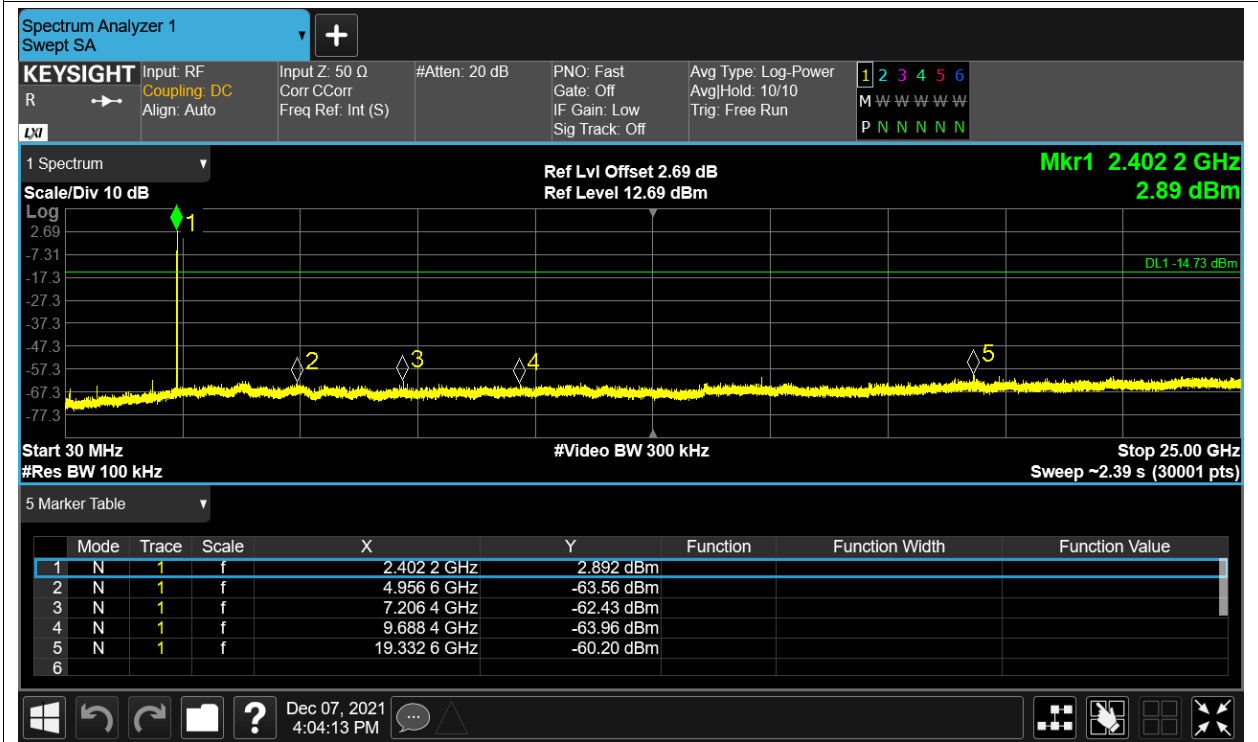 Spectrum Analyzer 1
Swept SA
+
KEYSIGHT
R
LXI
Input: RF
Coupling: DC
Align: Auto
Input Z: 50 Ω
Corr CCorr
Freq Ref: Int (S)
#Atten: 20 dB
PNO: Fast
Gate: Off
IF Gain: Low
Sig Track: Off
Avg Type: Log-Power
Avg|Hold: 10/10
Trig: Free Run
1 2 3 4 5 6
M W W W W W
P N N N N N
1 Spectrum
Scale/Div 10 dB
Ref Lvl Offset 2.69 dB
Ref Level 12.69 dBm
Mkr1 2.402 2 GHz
2.89 dBm
Log
2.69
-7.31
-17.3
-27.3
-37.3
-47.3
-57.3
-67.3
-77.3
1
2
3
4
5
DL1 -14.73 dBm
Start 30 MHz
#Res BW 100 kHz
#Video BW 300 kHz
Stop 25.00 GHz
Sweep ~2.39 s (30001 pts)
5 Marker Table
Mode Trace Scale X Y Function Function Width Function Value
1 N 1 f 2.402 2 GHz 2.892 dBm
2 N 1 f 4.956 6 GHz -63.56 dBm
3 N 1 f 7.206 4 GHz -62.43 dBm
4 N 1 f 9.688 4 GHz -63.96 dBm
5 N 1 f 19.332 6 GHz -60.20 dBm
6
?
Dec 07, 2021
4:04:13 PM